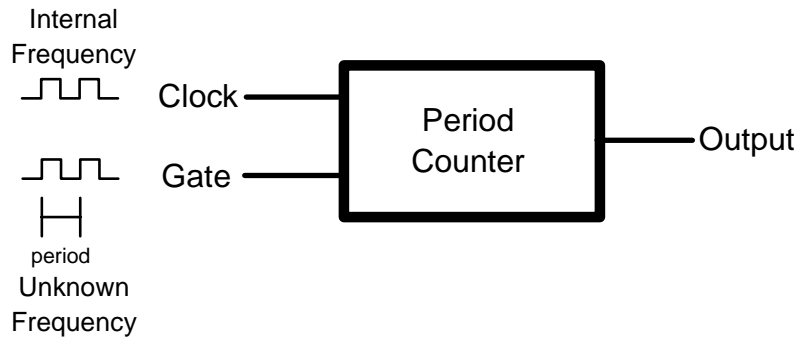 Internal
Frequency
Clock
Period
Counter
Output
Gate
period
Unknown
Frequency